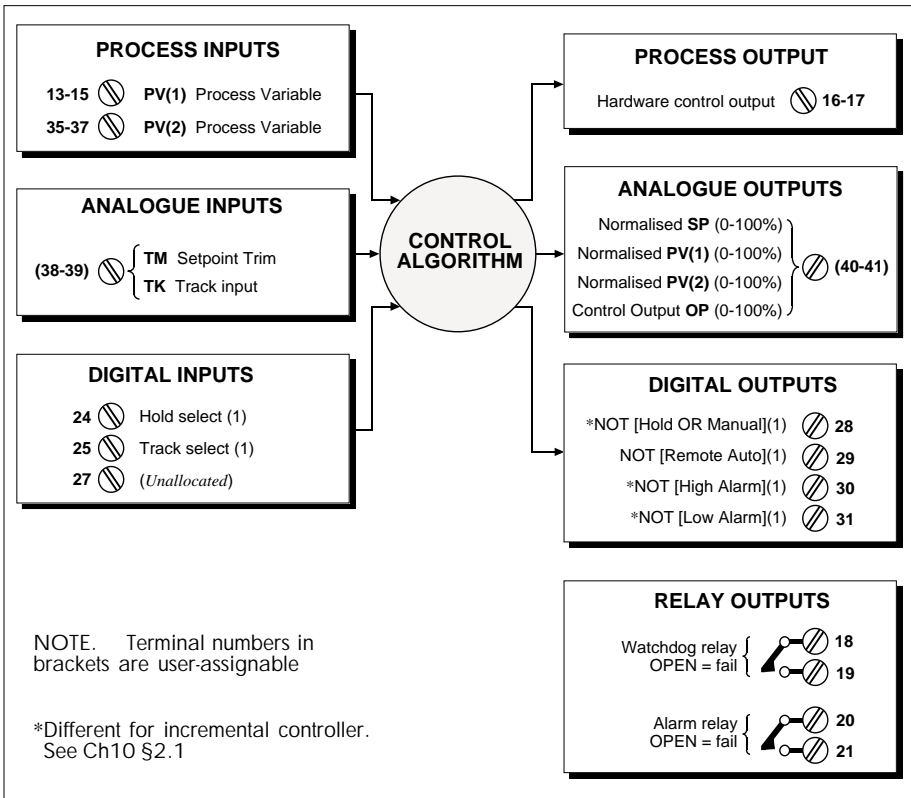 PROCESS INPUTS
13-15 PV(1) Process Variable
35-37 PV(2) Process Variable
ANALOGUE INPUTS
(38-39) TM Setpoint Trim
TK Track input
DIGITAL INPUTS
24 Hold select (1)
25 Track select (1)
27 (Unallocated)
NOTE. Terminal numbers in
brackets are user-assignable
*Different for incremental controller.
See Ch10 §2.1
CONTROL
ALGORITHM
PROCESS OUTPUT
Hardware control output 16-17
ANALOGUE OUTPUTS
Normalised SP (0-100%)
Normalised PV(1) (0-100%)
Normalised PV(2) (0-100%)
Control Output OP (0-100%)
(40-41)
DIGITAL OUTPUTS
*NOT [Hold OR Manual](1) 28
NOT [Remote Auto](1) 29
*NOT [High Alarm](1) 30
*NOT [Low Alarm](1) 31
RELAY OUTPUTS
Watchdog relay 18
OPEN = fail 19
Alarm relay 20
OPEN = fail 21